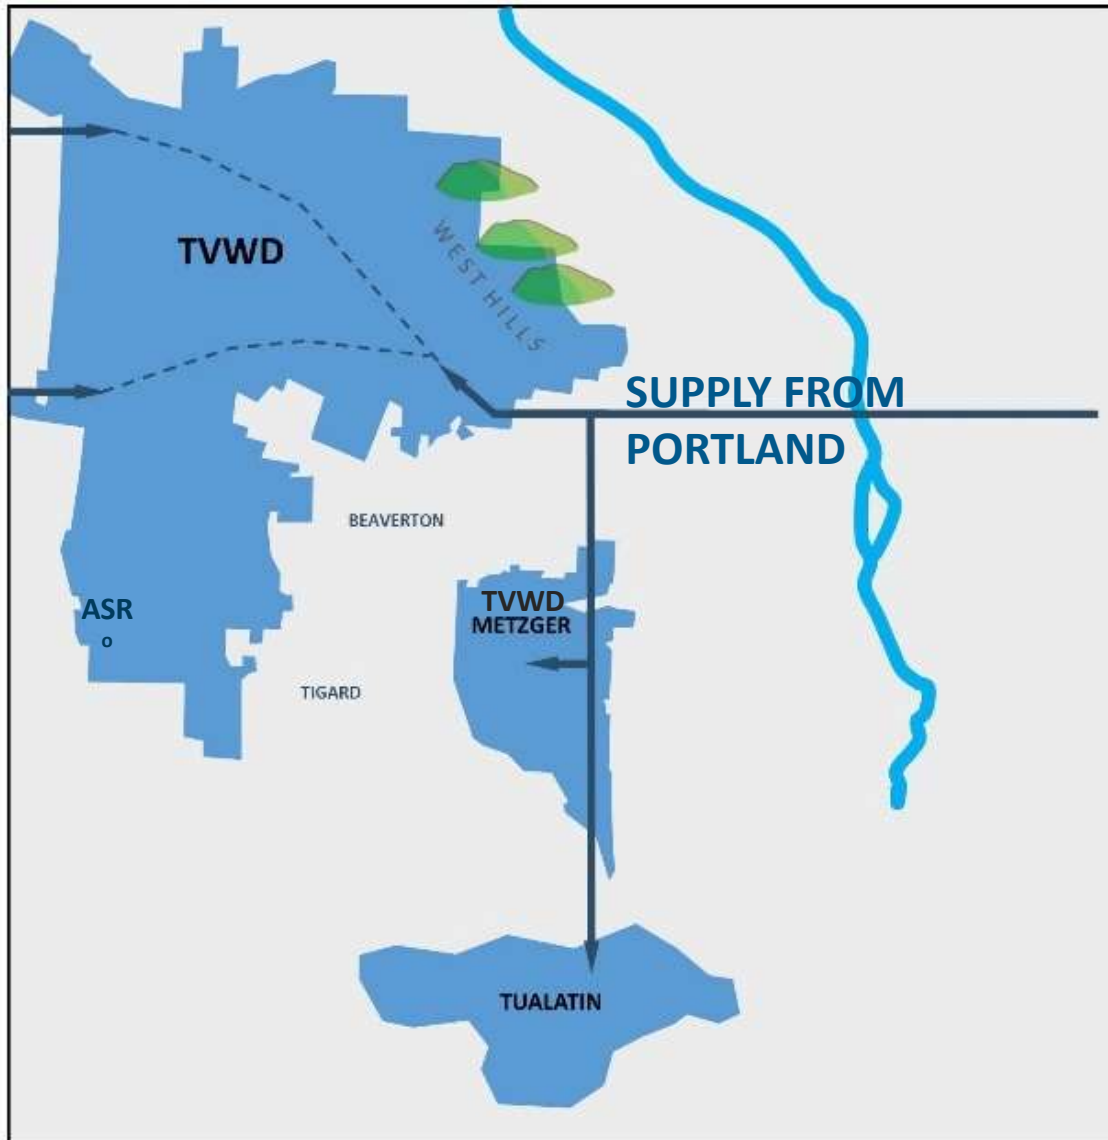 TVWD
WEST HILLS
SUPPLY FROM
PORTLAND
BEAVERTON
ASR
o
TVWD
METZGER
TIGARD
TUALATIN